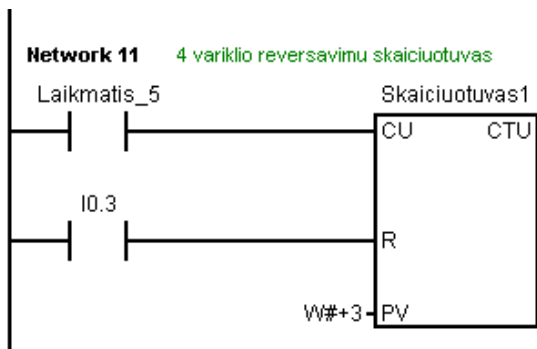 Network 11 4 variklio reversavimu skaiciuotuvas
Laikmatis_5 Skaiciuotuvas1
CU CTU
I0.3
R
W#+3 PV